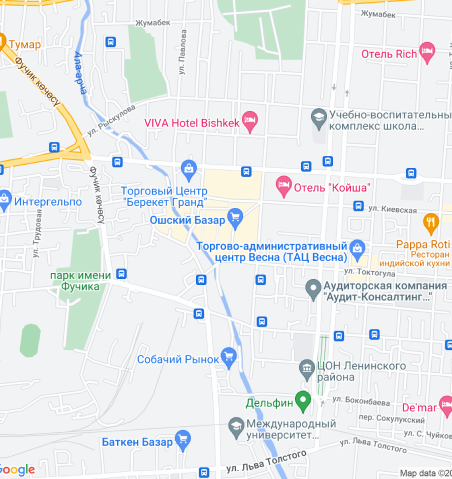 Жумабек
Жумабек
Тумар
Фучик көчөсү
Ала-арча
ул. Павлова
Отель Rich
ул. Рыскулова
VIVA Hotel Bishkek
Учебно-воспитательный
комплекс школа...
Торговый Центр
"Берекет Гранд"
Отель "Койша"
Интергельпо
Фучик көчөсү
ул. Трудовая
Ошский Базар
ул. Киевская
Pappa Roti
Ресторан
индийской кухни
Торгово-административный
центр Весна (ТАЦ Весна)
ул. Токтогула
парк имени
Фучика
Аудиторская компания
"Аудит-Консалтинг...
Собачий Рынок
ЦОН Ленинского
района
Дельфин
ул. Боконбаева
De'mar
пер. Сокулукский
Международный
университет...
ул. С. Чуйков
Баткен Базар
ул. Льва Толстого
ул. Льва Толстого
Google
Map data ©20